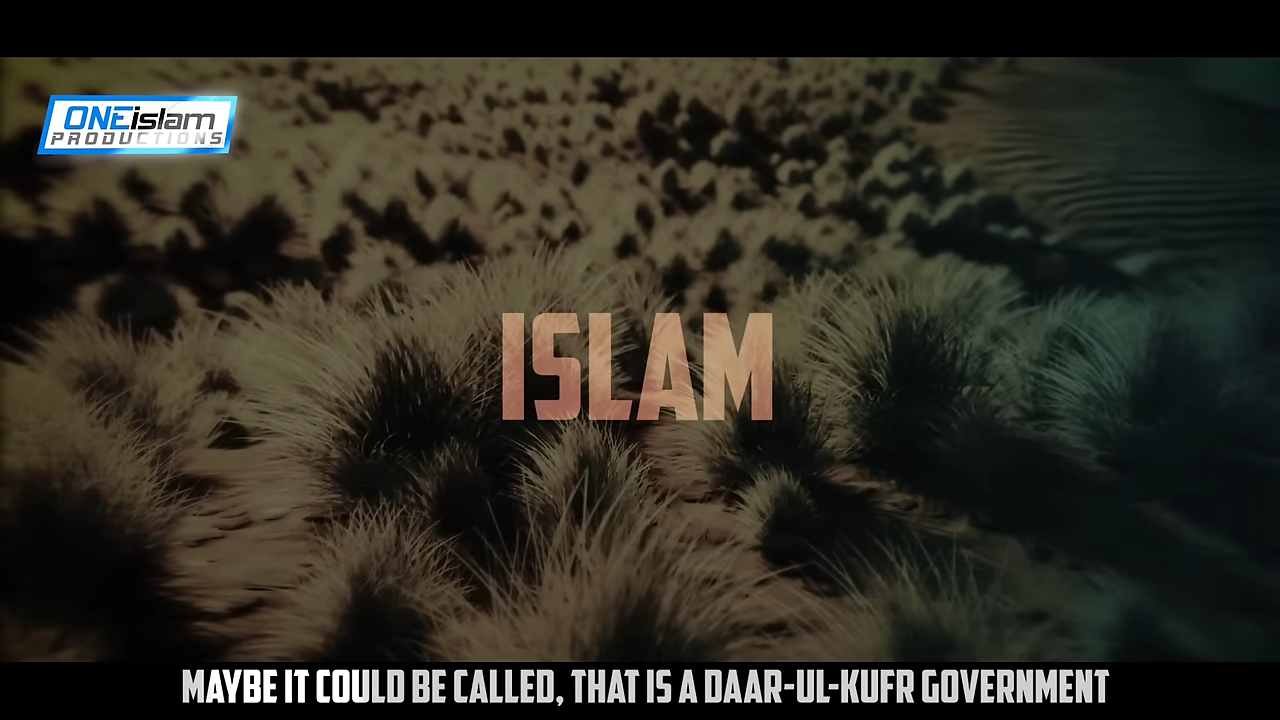 ONEislam
PRODUCTIONS
ISLAM
MAYBE IT COULD BE CALLED, THAT IS A DAAR-UL-KUFR GOVERNMENT